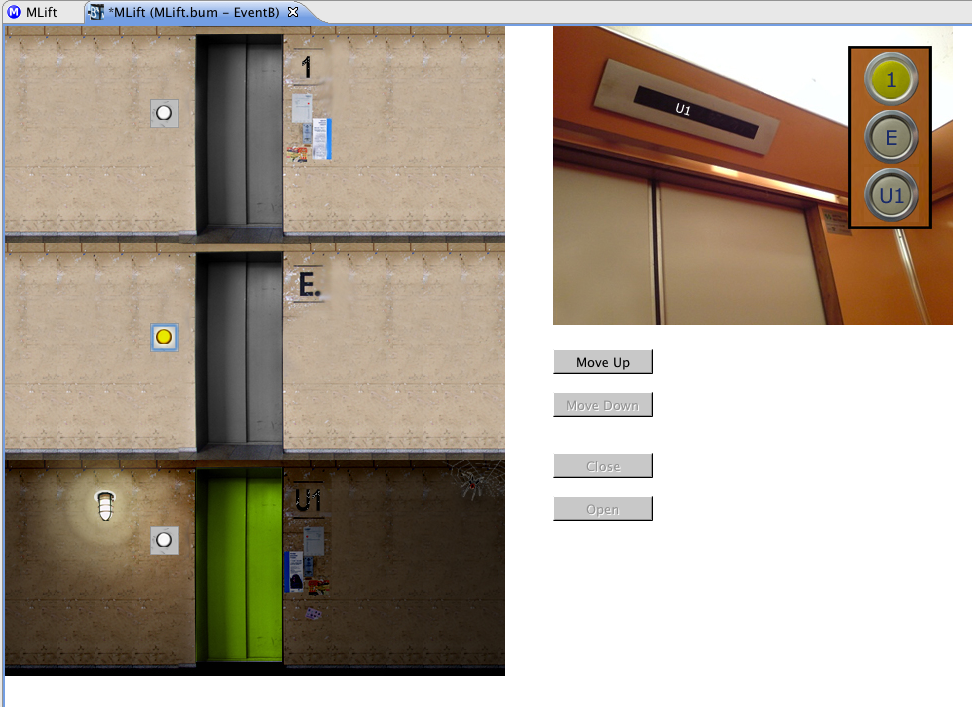 MLift
*MLift (MLift.bum - EventB)
1
E.
U1
U1
1
E
U1
Move Up
Move Down
Close
Open